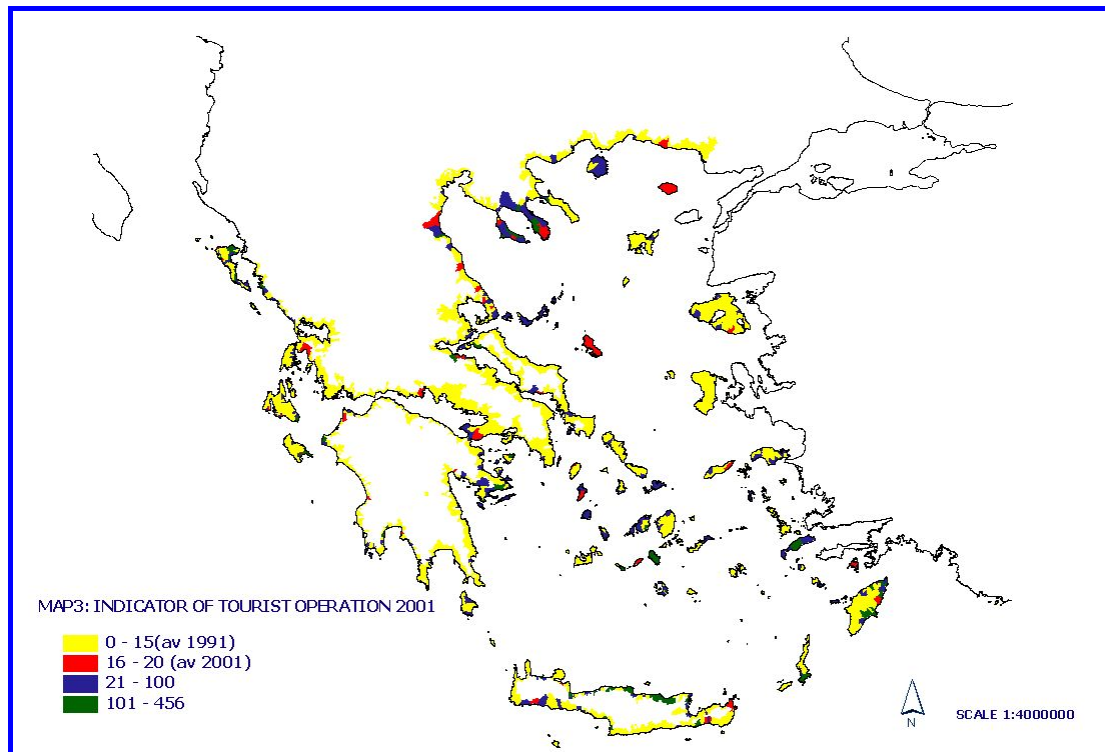 MAP3: INDICATOR OF TOURIST OPERATION 2001
0 - 15(av 1991)
16 - 20 (av 2001)
21 - 100
101 - 456
N
SCALE 1:4000000